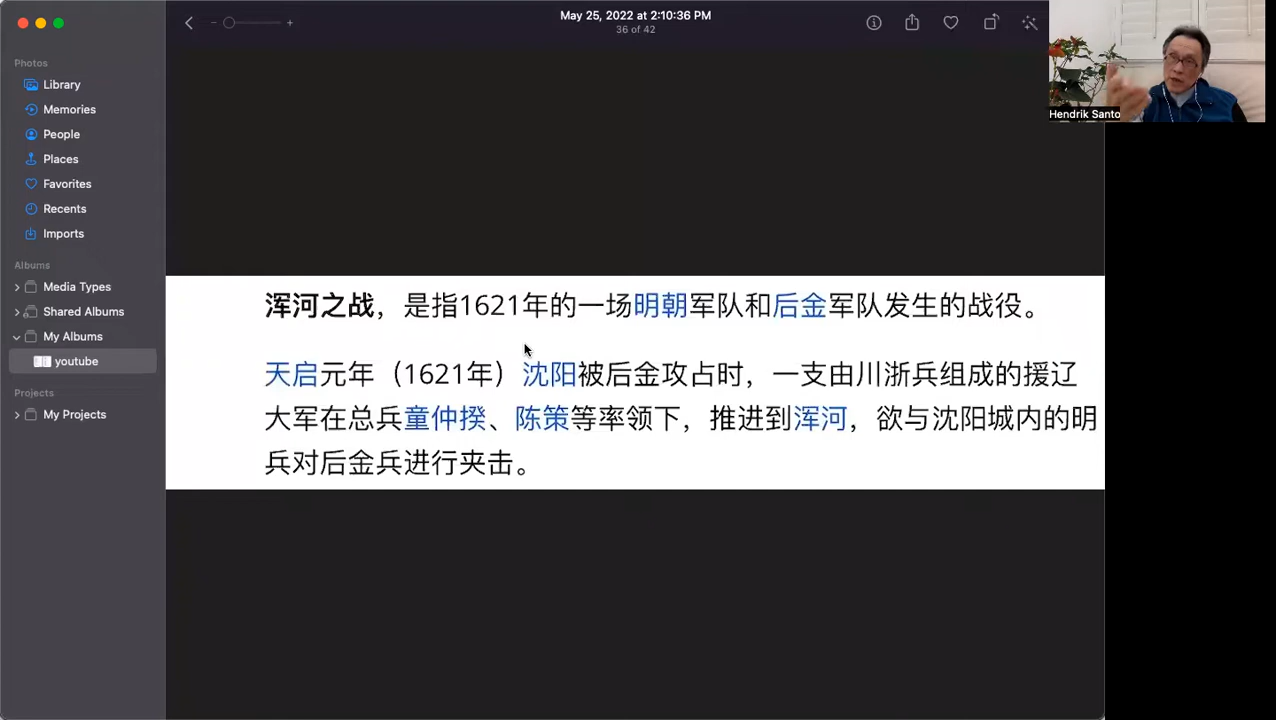 May 25, 2022 at 2:10:36 PM
36 of 42
Photos
Library
Memories
People
Places
Favorites
Recents
Imports
Albums
Media Types
Shared Albums
My Albums
youtube
Projects
My Projects
Hendrik Santo
浑河之战，是指1621年的一场明朝军队和后金军队发生的战役。
天启元年（1621年）沈阳被后金攻占时，一支由川浙兵组成的援辽
大军在总兵童仲揆、陈策等率领下，推进到浑河，欲与沈阳城内的明
兵对后金兵进行夹击。